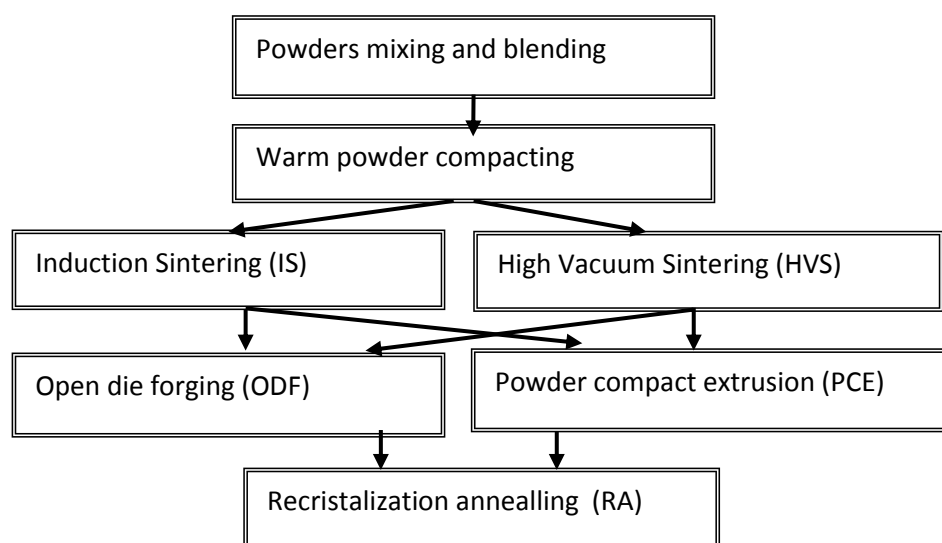 Powders mixing and blending
Warm powder compacting
Induction Sintering (IS)
High Vacuum Sintering (HVS)
Open die forging (ODF)
Powder compact extrusion (PCE)
Recristalization annealling (RA)